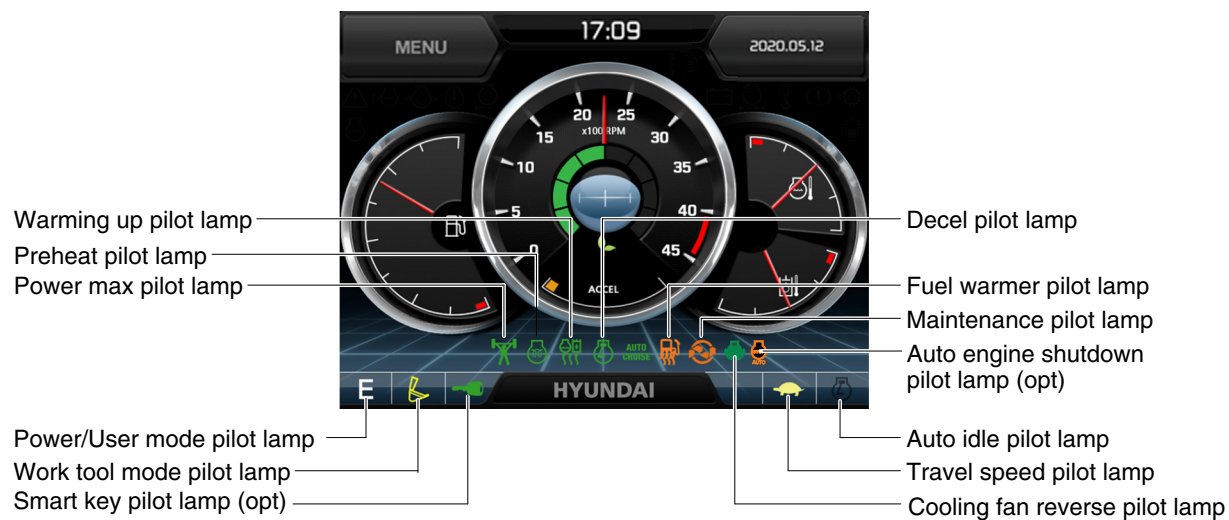 17:09
MENU
2020.05.12
20
25
x100 RPM
15
30
10
35
5
40
0
45
ACCEL
Warming up pilot lamp
Preheat pilot lamp
Power max pilot lamp
Decel pilot lamp
Fuel warmer pilot lamp
Maintenance pilot lamp
Auto engine shutdown
pilot lamp (opt)
AUTO
CRUISE
AUTO
E
HYUNDAI
Power/User mode pilot lamp
Work tool mode pilot lamp
Smart key pilot lamp (opt)
Auto idle pilot lamp
Travel speed pilot lamp
Cooling fan reverse pilot lamp